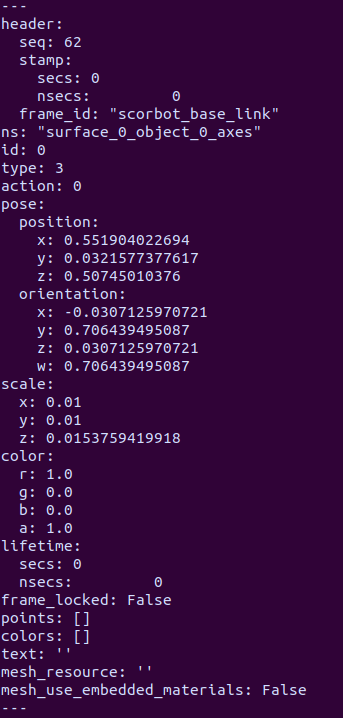 ---
header:
  seq: 62
  stamp:
    secs: 0
    nsecs:         0
  frame_id: "scorbot_base_link"
ns: "surface_0_object_0_axes"
id: 0
type: 3
action: 0
pose:
  position:
    x: 0.551904022694
    y: 0.0321577377617
    z: 0.50745010376
  orientation:
    x: -0.0307125970721
    y: 0.706439495087
    z: 0.0307125970721
    w: 0.706439495087
scale:
  x: 0.01
  y: 0.01
  z: 0.0153759419918
color:
  r: 1.0
  g: 0.0
  b: 0.0
  a: 1.0
lifetime:
  secs: 0
  nsecs:         0
frame_locked: False
points: []
colors: []
text: ''
mesh_resource: ''
mesh_use_embedded_materials: False
---